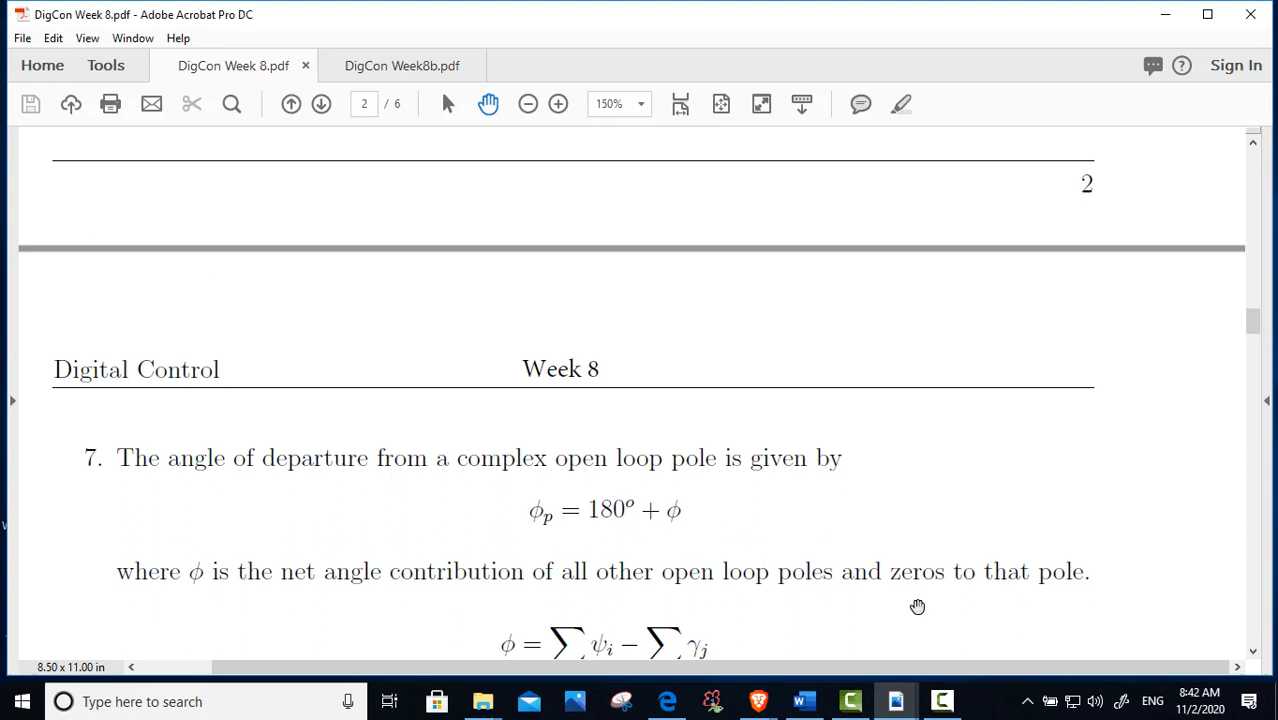 DigCon Week 8.pdf - Adobe Acrobat Pro DC
File Edit View Window Help
Home Tools DigCon Week 8.pdf × DigCon Week8b.pdf Sign In
2 / 6 150%
2
Digital Control Week 8
7. The angle of departure from a complex open loop pole is given by
ϕₚ = 180° + ϕ
where ϕ is the net angle contribution of all other open loop poles and zeros to that pole.
ϕ = ∑ ψᵢ − ∑ γⱼ
8.50 x 11.00 in
Type here to search ENG 8:42 AM
11/2/2020